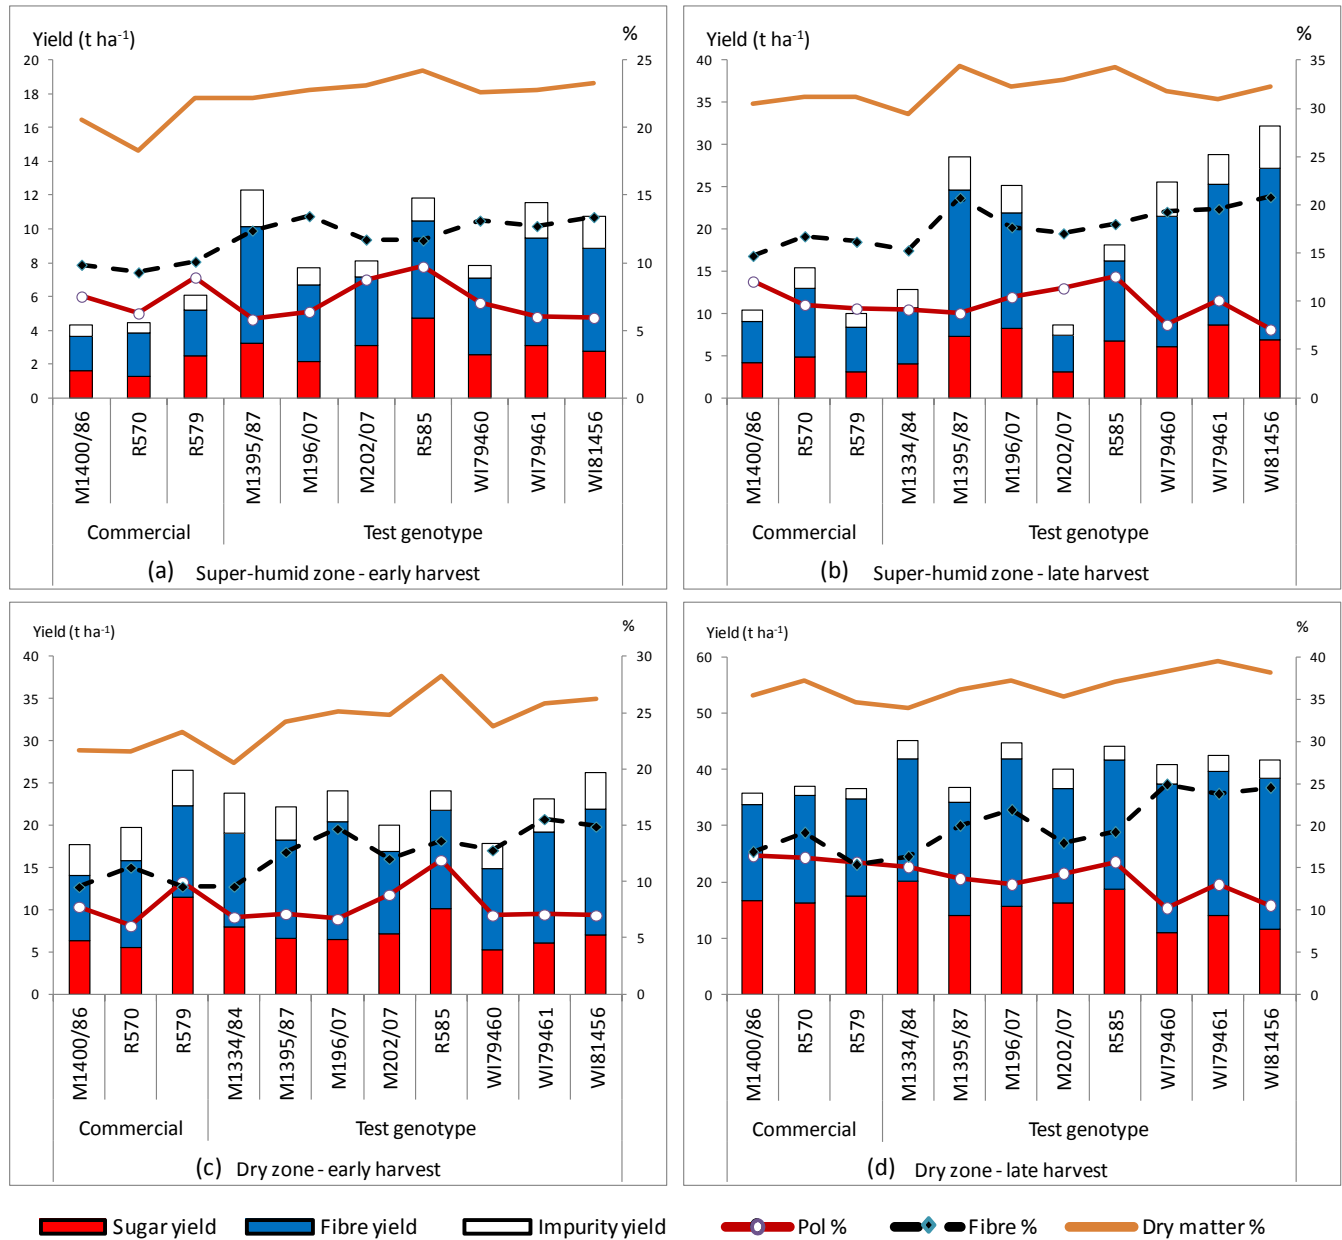 Yield (t ha⁻¹)
%
20
18
16
14
12
10
8
6
4
2
0
25
20
15
10
5
0
M1400/86
R570
R579
M1395/87
M196/07
M202/07
R585
WI79460
WI79461
WI81456
Commercial
Test genotype
(a) Super-humid zone - early harvest
Yield (t ha⁻¹)
%
40
35
30
25
20
15
10
5
0
35
30
25
20
15
10
5
0
M1400/86
R570
R579
M1334/84
M1395/87
M196/07
M202/07
R585
WI79460
WI79461
WI81456
Commercial
Test genotype
(b) Super-humid zone - late harvest
Yield (t ha⁻¹)
%
40
35
30
25
20
15
10
5
0
30
25
20
15
10
5
0
M1400/86
R570
R579
M1334/84
M1395/87
M196/07
M202/07
R585
WI79460
WI79461
WI81456
Commercial
Test genotype
(c) Dry zone - early harvest
Yield (t ha⁻¹)
%
60
50
40
30
20
10
0
40
35
30
25
20
15
10
5
0
M1400/86
R570
R579
M1334/84
M1395/87
M196/07
M202/07
R585
WI79460
WI79461
WI81456
Commercial
Test genotype
(d) Dry zone - late harvest
Sugar yield Fibre yield Impurity yield Pol % Fibre % Dry matter %